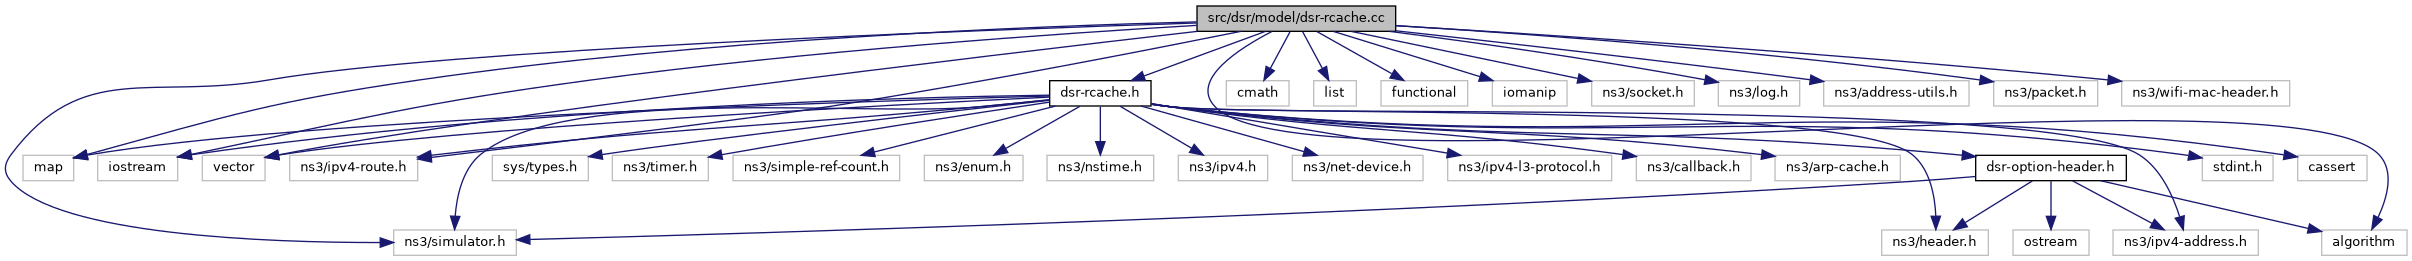 src/dsr/model/dsr-rcache.cc
dsr-rcache.h
cmath
list
functional
iomanip
ns3/socket.h
ns3/log.h
ns3/address-utils.h
ns3/packet.h
ns3/wifi-mac-header.h
map
iostream
vector
ns3/ipv4-route.h
sys/types.h
ns3/timer.h
ns3/simple-ref-count.h
ns3/enum.h
ns3/nstime.h
ns3/ipv4.h
ns3/net-device.h
ns3/ipv4-l3-protocol.h
ns3/callback.h
ns3/arp-cache.h
dsr-option-header.h
stdint.h
cassert
ns3/simulator.h
ns3/header.h
ostream
ns3/ipv4-address.h
algorithm